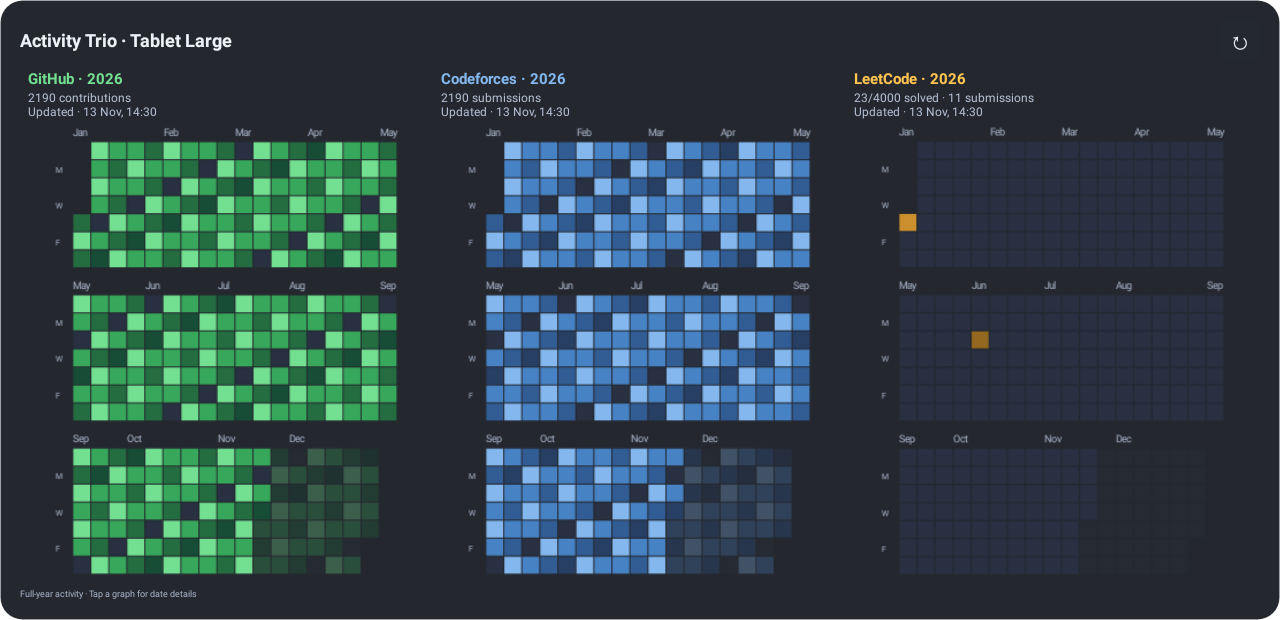 Activity Trio · Tablet Large
↻
GitHub · 2026
2190 contributions
Updated · 13 Nov, 14:30
Jan Feb Mar Apr May
M
W
F
May Jun Jul Aug Sep
M
W
F
Sep Oct Nov Dec
M
W
F
Codeforces · 2026
2190 submissions
Updated · 13 Nov, 14:30
Jan Feb Mar Apr May
M
W
F
May Jun Jul Aug Sep
M
W
F
Sep Oct Nov Dec
M
W
F
LeetCode · 2026
23/4000 solved · 11 submissions
Updated · 13 Nov, 14:30
Jan Feb Mar Apr May
M
W
F
May Jun Jul Aug Sep
M
W
F
Sep Oct Nov Dec
M
W
F
Full-year activity · Tap a graph for date details